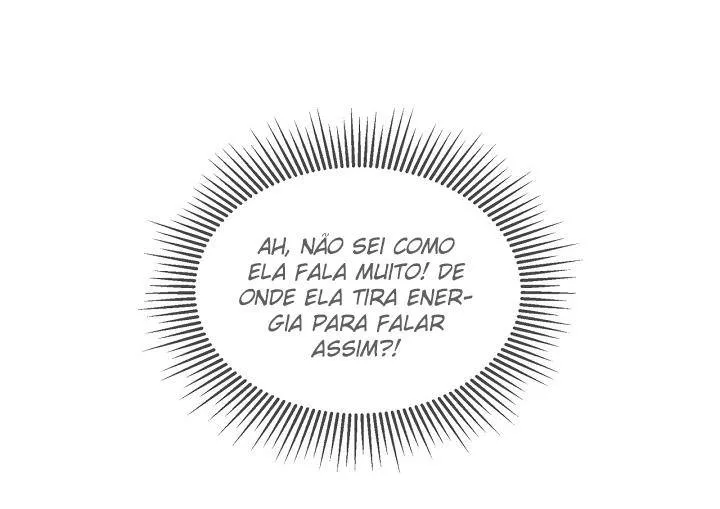 AH, NÃO SEI COMO
ELA FALA MUITO! DE
ONDE ELA TIRA ENER-
GIA PARA FALAR
ASSIM?!